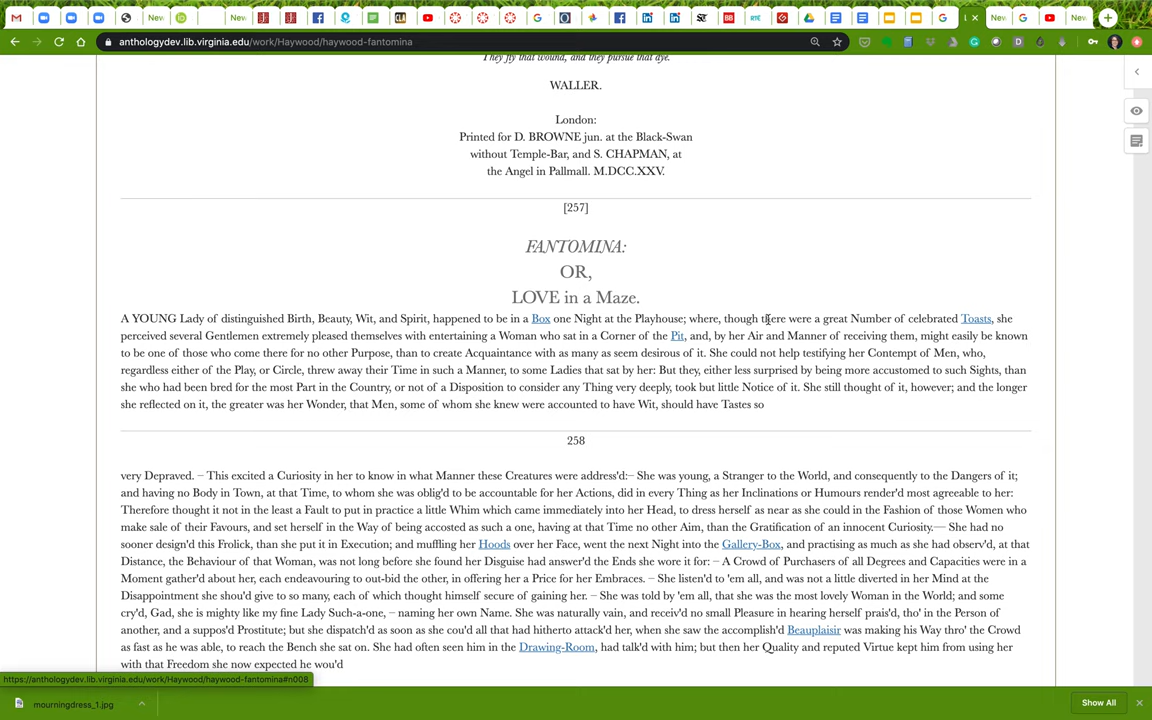 New
New
CLA
RTE
BB
L
New
New
anthologydev.lib.virginia.edu/work/Haywood/haywood-fantomina
They fly that wound, and they pursue that dye.
WALLER.
London:
Printed for D. BROWNE jun. at the Black-Swan
without Temple-Bar, and S. CHAPMAN, at
the Angel in Pallmall. M.DCC.XXV.
[257]
FANTOMINA:
OR,
LOVE in a Maze.
A YOUNG Lady of distinguished Birth, Beauty, Wit, and Spirit, happened to be in a Box one Night at the Playhouse; where, though there were a great Number of celebrated Toasts, she
perceived several Gentlemen extremely pleased themselves with entertaining a Woman who sat in a Corner of the Pit, and, by her Air and Manner of receiving them, might easily be known
to be one of those who come there for no other Purpose, than to create Acquaintance with as many as seem desirous of it. She could not help testifying her Contempt of Men, who,
regardless either of the Play, or Circle, threw away their Time in such a Manner, to some Ladies that sat by her: But they, either less surprised by being more accustomed to such Sights, than
she who had been bred for the most Part in the Country, or not of a Disposition to consider any Thing very deeply, took but little Notice of it. She still thought of it, however; and the longer
she reflected on it, the greater was her Wonder, that Men, some of whom she knew were accounted to have Wit, should have Tastes so
258
very Depraved. – This excited a Curiosity in her to know in what Manner these Creatures were address'd:– She was young, a Stranger to the World, and consequently to the Dangers of it;
and having no Body in Town, at that Time, to whom she was oblig'd to be accountable for her Actions, did in every Thing as her Inclinations or Humours render'd most agreeable to her:
Therefore thought it not in the least a Fault to put in practice a little Whim which came immediately into her Head, to dress herself as near as she could in the Fashion of those Women who
make sale of their Favours, and set herself in the Way of being accosted as such a one, having at that Time no other Aim, than the Gratification of an innocent Curiosity.— She had no
sooner design'd this Frolick, than she put it in Execution; and muffling her Hoods over her Face, went the next Night into the Gallery-Box, and practising as much as she had observ'd, at that
Distance, the Behaviour of that Woman, was not long before she found her Disguise had answer'd the Ends she wore it for: – A Crowd of Purchasers of all Degrees and Capacities were in a
Moment gather'd about her, each endeavouring to out-bid the other, in offering her a Price for her Embraces. – She listen'd to 'em all, and was not a little diverted in her Mind at the
Disappointment she shou'd give to so many, each of which thought himself secure of gaining her. – She was told by 'em all, that she was the most lovely Woman in the World; and some
cry'd, Gad, she is mighty like my fine Lady Such-a-one, – naming her own Name. She was naturally vain, and receiv'd no small Pleasure in hearing herself prais'd, tho' in the Person of
another, and a suppos'd Prostitute; but she dispatch'd as soon as she cou'd all that had hitherto attack'd her, when she saw the accomplish'd Beauplaisir was making his Way thro' the Crowd
as fast as he was able, to reach the Bench she sat on. She had often seen him in the Drawing-Room, had talk'd with him; but then her Quality and reputed Virtue kept him from using her
with that Freedom she now expected he wou'd
https://anthologydev.lib.virginia.edu/work/Haywood/haywood-fantomina#n008
mourningdress_1.jpg
Show All